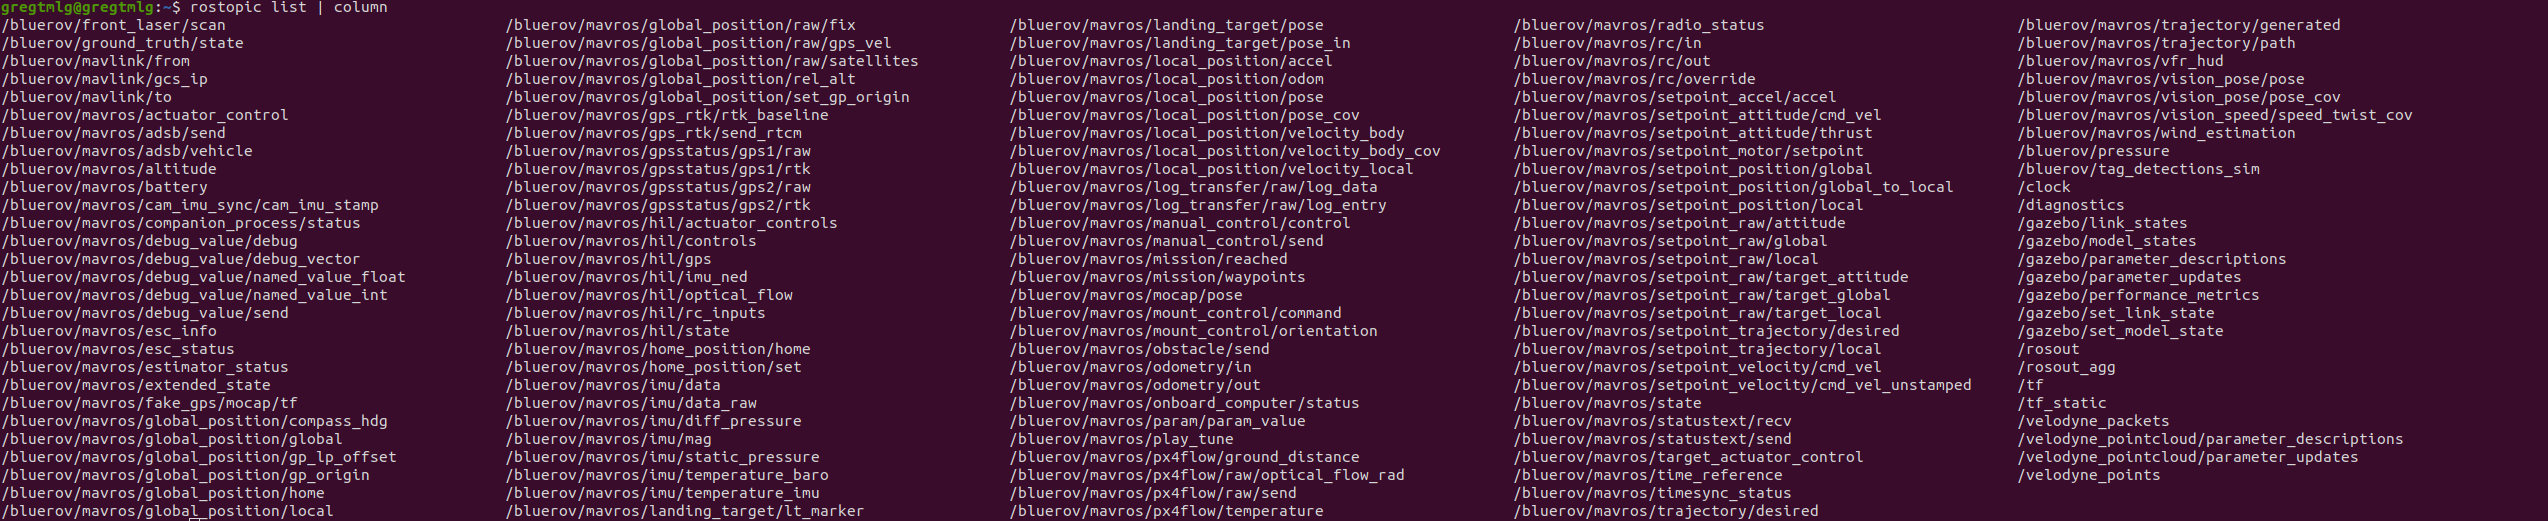 gregtmlg@gregtmlg:~$ rostopic list | column
/bluerov/front_laser/scan /bluerov/mavros/global_position/raw/fix /bluerov/mavros/landing_target/pose /bluerov/mavros/radio_status /bluerov/mavros/trajectory/generated
/bluerov/ground_truth/state /bluerov/mavros/global_position/raw/gps_vel /bluerov/mavros/landing_target/pose_in /bluerov/mavros/rc/in /bluerov/mavros/trajectory/path
/bluerov/mavlink/from /bluerov/mavros/global_position/raw/satellites /bluerov/mavros/local_position/accel /bluerov/mavros/rc/out /bluerov/mavros/vfr_hud
/bluerov/mavlink/gcs_ip /bluerov/mavros/global_position/rel_alt /bluerov/mavros/local_position/odom /bluerov/mavros/rc/override /bluerov/mavros/vision_pose/pose
/bluerov/mavlink/to /bluerov/mavros/global_position/set_gp_origin /bluerov/mavros/local_position/pose /bluerov/mavros/setpoint_accel/accel /bluerov/mavros/vision_pose/pose_cov
/bluerov/mavros/actuator_control /bluerov/mavros/gps_rtk/rtk_baseline /bluerov/mavros/local_position/pose_cov /bluerov/mavros/setpoint_attitude/cmd_vel /bluerov/mavros/vision_speed/speed_twist_cov
/bluerov/mavros/adsb/send /bluerov/mavros/gps_rtk/send_rtcm /bluerov/mavros/local_position/velocity_body /bluerov/mavros/setpoint_attitude/thrust /bluerov/mavros/wind_estimation
/bluerov/mavros/adsb/vehicle /bluerov/mavros/gpsstatus/gps1/raw /bluerov/mavros/local_position/velocity_body_cov /bluerov/mavros/setpoint_motor/setpoint /bluerov/pressure
/bluerov/mavros/altitude /bluerov/mavros/gpsstatus/gps1/rtk /bluerov/mavros/local_position/velocity_local /bluerov/mavros/setpoint_position/global /bluerov/tag_detections_sim
/bluerov/mavros/battery /bluerov/mavros/gpsstatus/gps2/raw /bluerov/mavros/log_transfer/raw/log_data /bluerov/mavros/setpoint_position/global_to_local /clock
/bluerov/mavros/cam_imu_sync/cam_imu_stamp /bluerov/mavros/gpsstatus/gps2/rtk /bluerov/mavros/log_transfer/raw/log_entry /bluerov/mavros/setpoint_position/local /diagnostics
/bluerov/mavros/companion_process/status /bluerov/mavros/hil/actuator_controls /bluerov/mavros/manual_control/control /bluerov/mavros/setpoint_raw/attitude /gazebo/link_states
/bluerov/mavros/debug_value/debug /bluerov/mavros/hil/controls /bluerov/mavros/manual_control/send /bluerov/mavros/setpoint_raw/global /gazebo/model_states
/bluerov/mavros/debug_value/debug_vector /bluerov/mavros/hil/gps /bluerov/mavros/mission/reached /bluerov/mavros/setpoint_raw/local /gazebo/parameter_descriptions
/bluerov/mavros/debug_value/named_value_float /bluerov/mavros/hil/imu_ned /bluerov/mavros/mission/waypoints /bluerov/mavros/setpoint_raw/target_attitude /gazebo/parameter_updates
/bluerov/mavros/debug_value/named_value_int /bluerov/mavros/hil/optical_flow /bluerov/mavros/mocap/pose /bluerov/mavros/setpoint_raw/target_global /gazebo/performance_metrics
/bluerov/mavros/debug_value/send /bluerov/mavros/hil/rc_inputs /bluerov/mavros/mount_control/command /bluerov/mavros/setpoint_raw/target_local /gazebo/set_link_state
/bluerov/mavros/esc_info /bluerov/mavros/hil/state /bluerov/mavros/mount_control/orientation /bluerov/mavros/setpoint_trajectory/desired /gazebo/set_model_state
/bluerov/mavros/esc_status /bluerov/mavros/home_position/home /bluerov/mavros/obstacle/send /bluerov/mavros/setpoint_trajectory/local /rosout
/bluerov/mavros/estimator_status /bluerov/mavros/home_position/set /bluerov/mavros/odometry/in /bluerov/mavros/setpoint_velocity/cmd_vel /rosout_agg
/bluerov/mavros/extended_state /bluerov/mavros/imu/data /bluerov/mavros/odometry/out /bluerov/mavros/setpoint_velocity/cmd_vel_unstamped /tf
/bluerov/mavros/fake_gps/mocap/tf /bluerov/mavros/imu/data_raw /bluerov/mavros/onboard_computer/status /bluerov/mavros/state /tf_static
/bluerov/mavros/global_position/compass_hdg /bluerov/mavros/imu/diff_pressure /bluerov/mavros/param/param_value /bluerov/mavros/statustext/recv /velodyne_packets
/bluerov/mavros/global_position/global /bluerov/mavros/imu/mag /bluerov/mavros/play_tune /bluerov/mavros/statustext/send /velodyne_pointcloud/parameter_descriptions
/bluerov/mavros/global_position/gp_lp_offset /bluerov/mavros/imu/static_pressure /bluerov/mavros/px4flow/ground_distance /bluerov/mavros/target_actuator_control /velodyne_pointcloud/parameter_updates
/bluerov/mavros/global_position/gp_origin /bluerov/mavros/imu/temperature_baro /bluerov/mavros/px4flow/raw/optical_flow_rad /bluerov/mavros/time_reference /velodyne_points
/bluerov/mavros/global_position/home /bluerov/mavros/imu/temperature_imu /bluerov/mavros/px4flow/raw/send /bluerov/mavros/timesync_status
/bluerov/mavros/global_position/local /bluerov/mavros/landing_target/lt_marker /bluerov/mavros/px4flow/temperature /bluerov/mavros/trajectory/desired